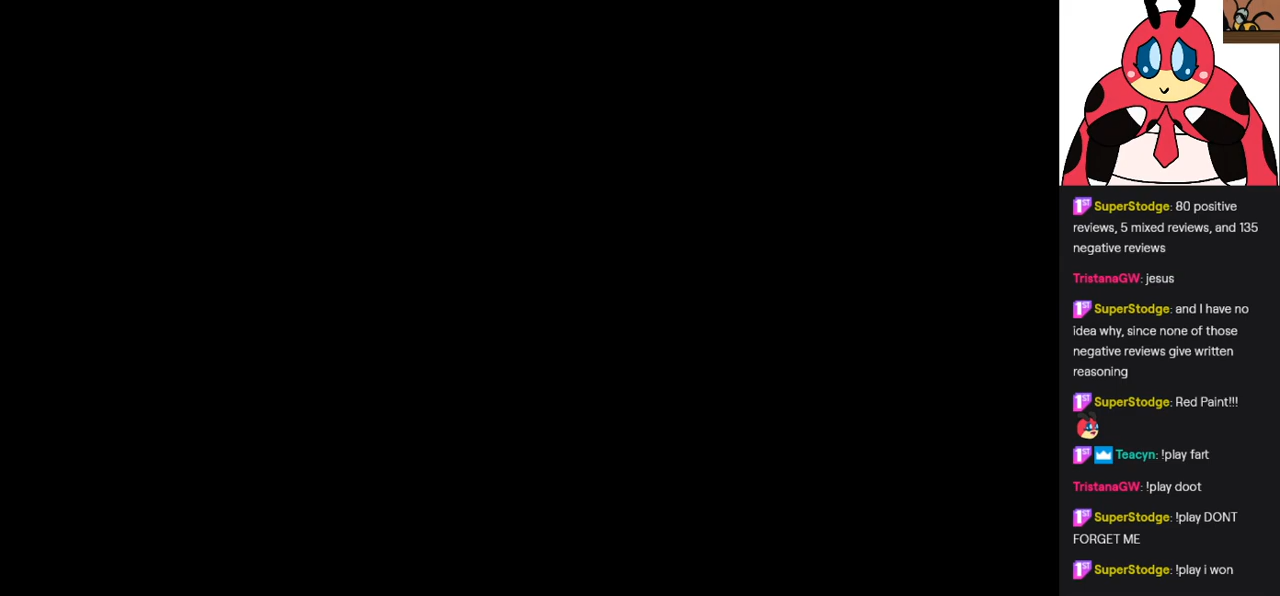 SuperStodge: 80 positive
reviews, 5 mixed reviews, and 135
negative reviews
TristanaGW: jesus
SuperStodge: and I have no
idea why, since none of those
negative reviews give written
reasoning
SuperStodge: Red Paint!!!
Teacyn: !play fart
TristanaGW: !play doot
SuperStodge: !play DONT
FORGET ME
SuperStodge: !play i won